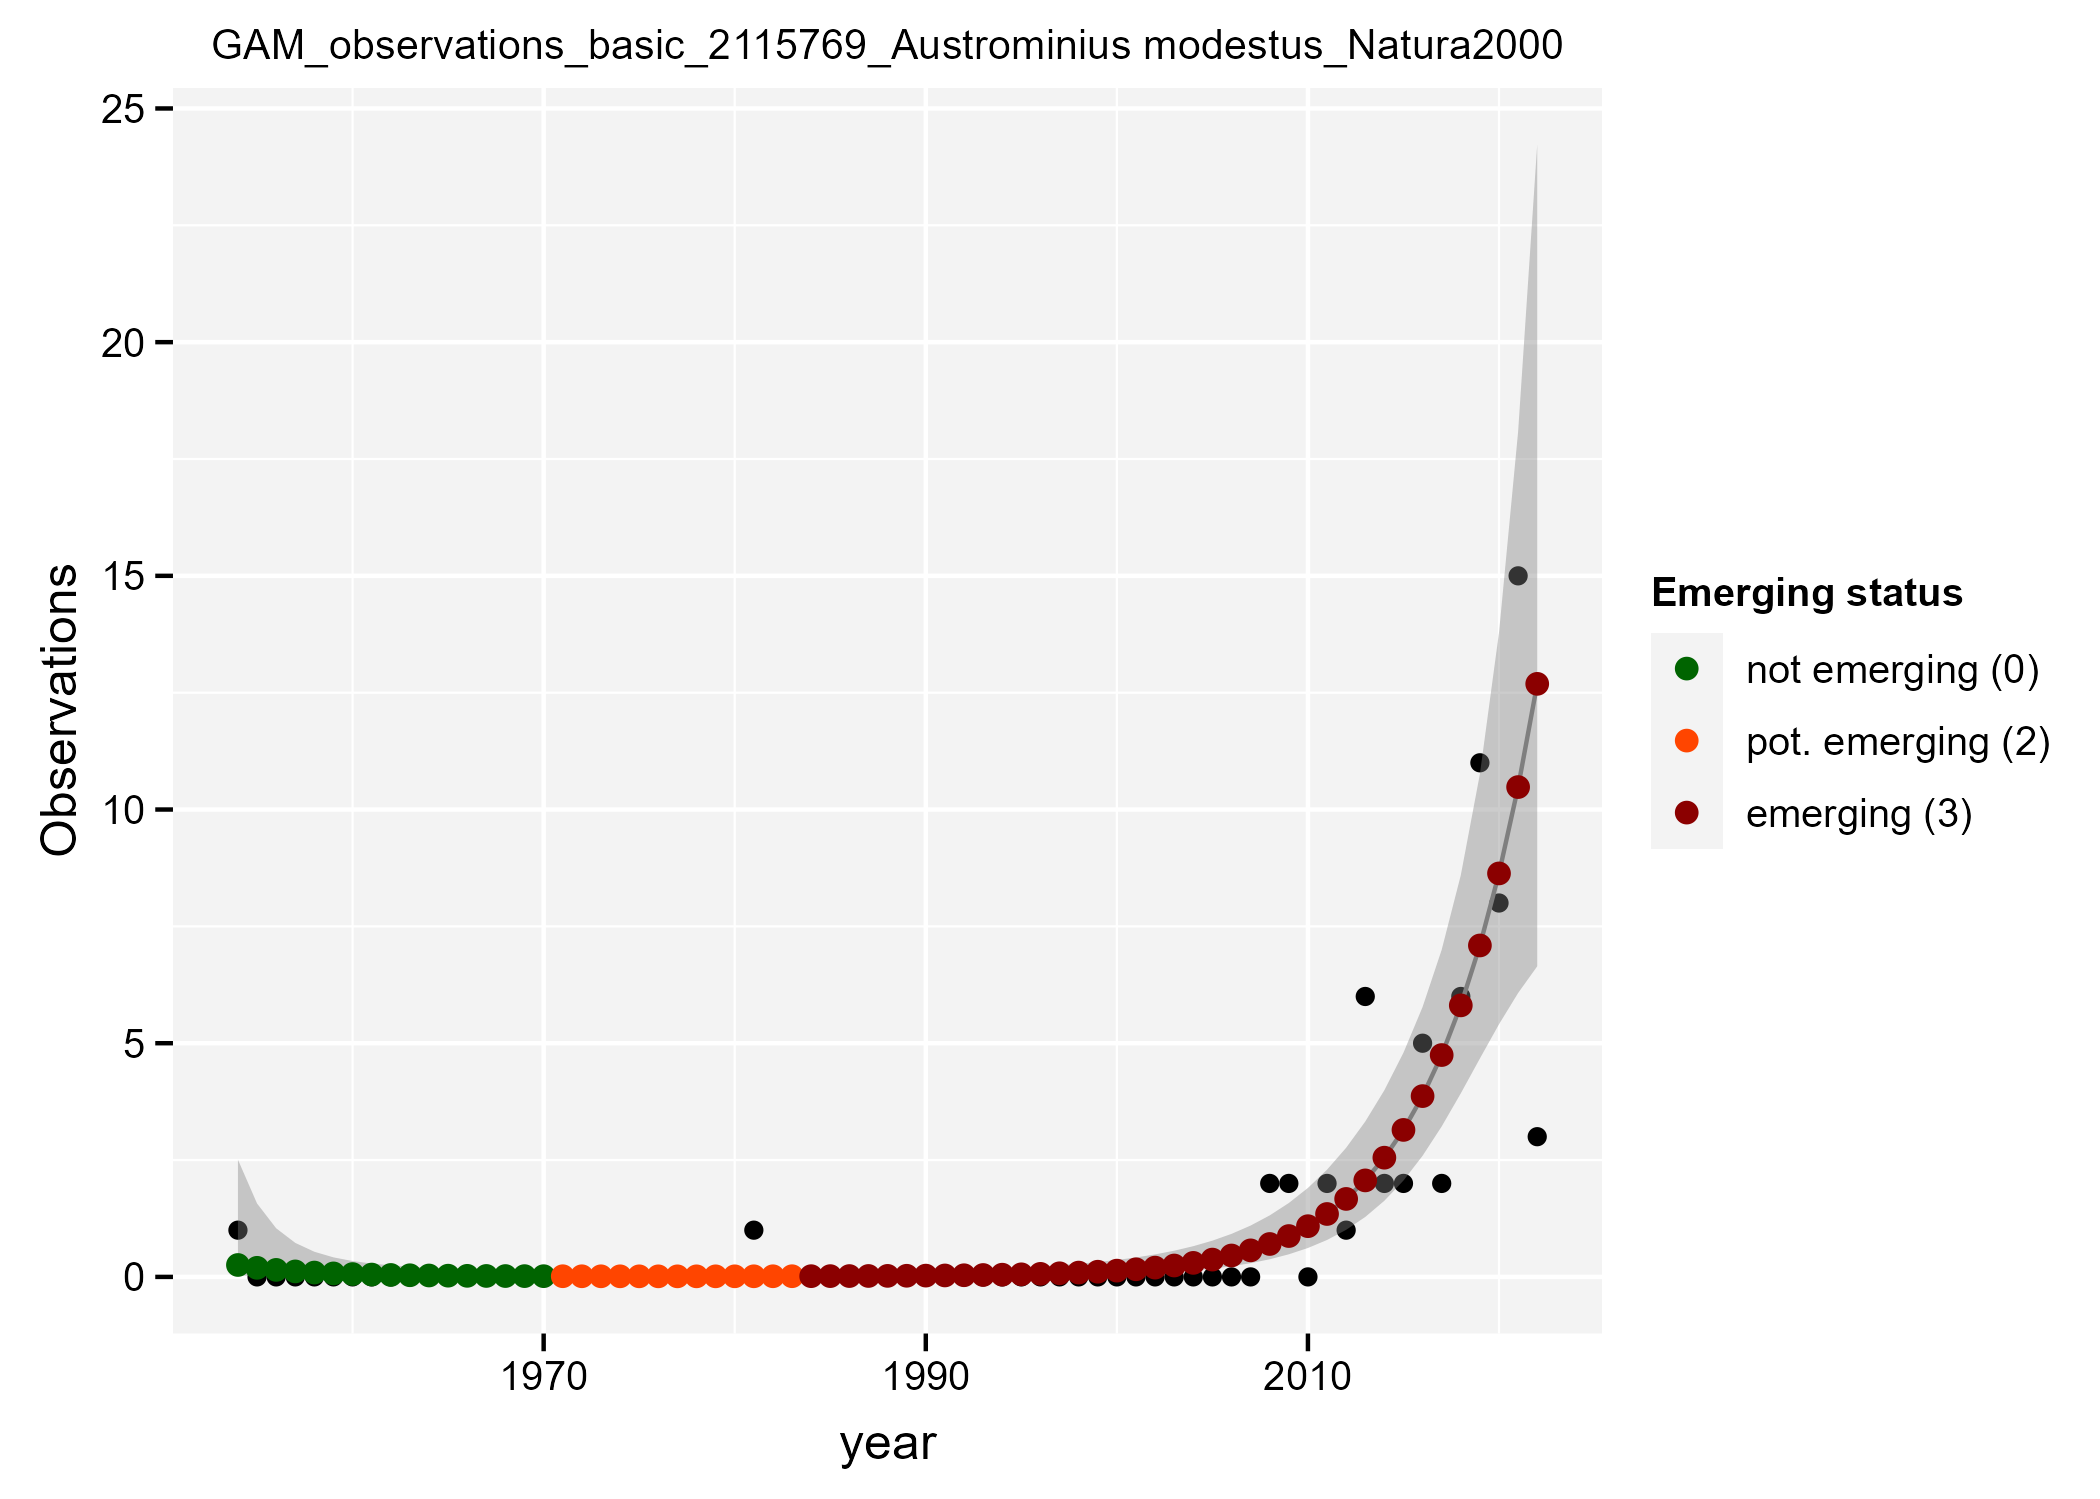 GAM_observations_basic_2115769_Austrominius modestus_Natura2000
25
20
15
10
5
0
Observations
1970
1990
2010
year
Emerging status
not emerging (0)
pot. emerging (2)
emerging (3)